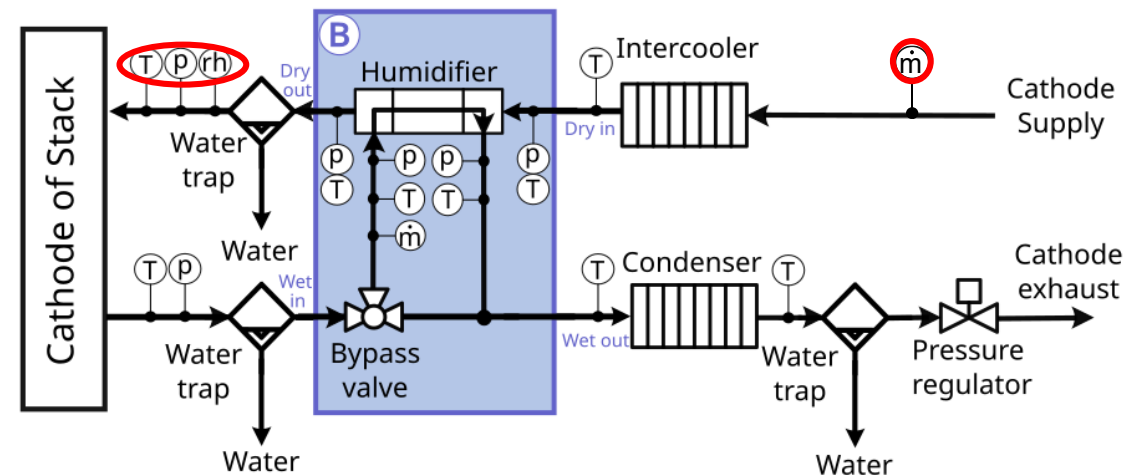 B
T p rh
Dry
out
Humidifier
T
Intercooler
ṁ
Cathode
Supply
Dry in
Water
trap
p
T
p
T
ṁ
p
T
p
T
Water
Cathode of Stack
T p
Wet
in
Bypass
valve
T
Condenser
T
Cathode
exhaust
Wet out
Water
trap
Water
trap
Pressure
regulator
Water
Water